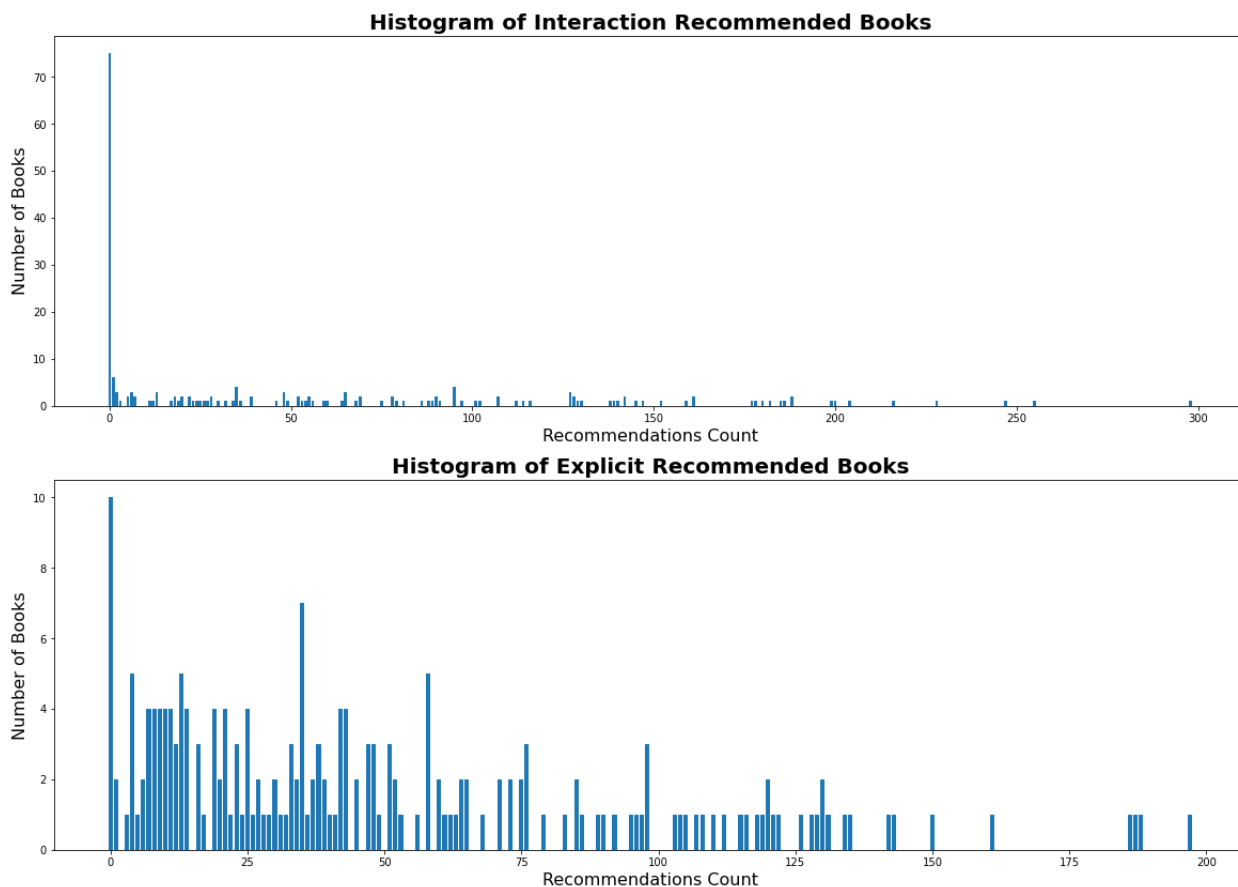 Histogram of Interaction Recommended Books
Number of Books
70
60
50
40
30
20
10
0
0 50 100 150 200 250 300
Recommendations Count
Histogram of Explicit Recommended Books
Number of Books
10
8
6
4
2
0
0 25 50 75 100 125 150 175 200
Recommendations Count